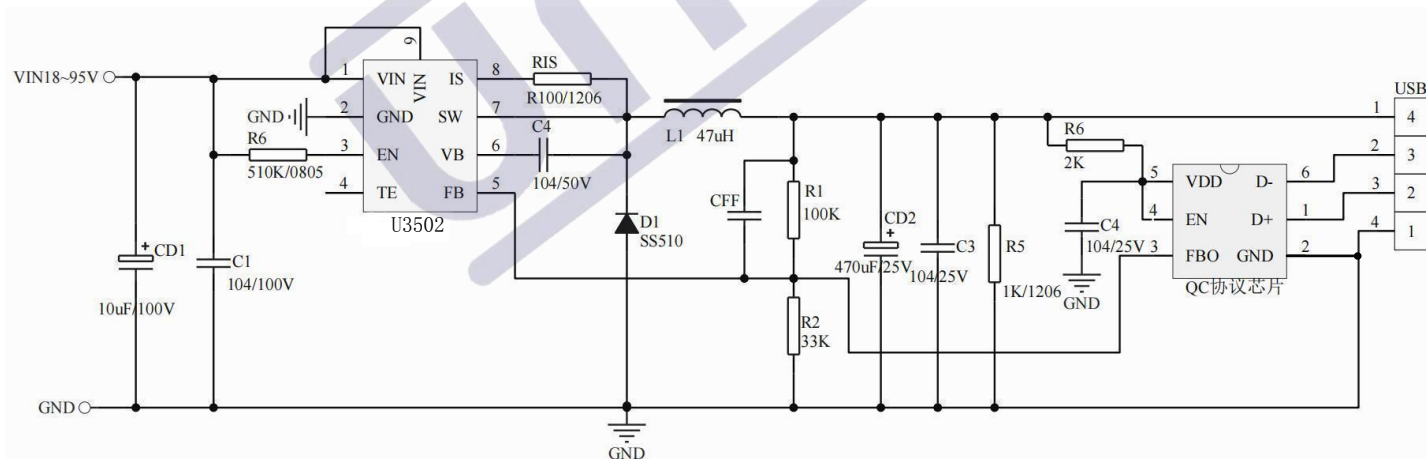 VIN18~95V
GND
CD1
10uF/100V
C1
104/100V
R6
510K/0805
GND
9
1
2
3
4
VIN
GND
EN
TE
VIN
IS
SW
VB
FB
8
7
6
5
U3502
RIS
R100/1206
C4
104/50V
D1
SS510
GND
L1 47uH
CFF
R1
100K
R2
33K
CD2
470uF/25V
C3
104/25V
R5
1K/1206
R6
2K
C4
104/25V
GND
5
4
3
VDD
EN
FBO
D-
D+
GND
6
1
2
QC协议芯片
USB
1
2
3
4
4
3
2
1